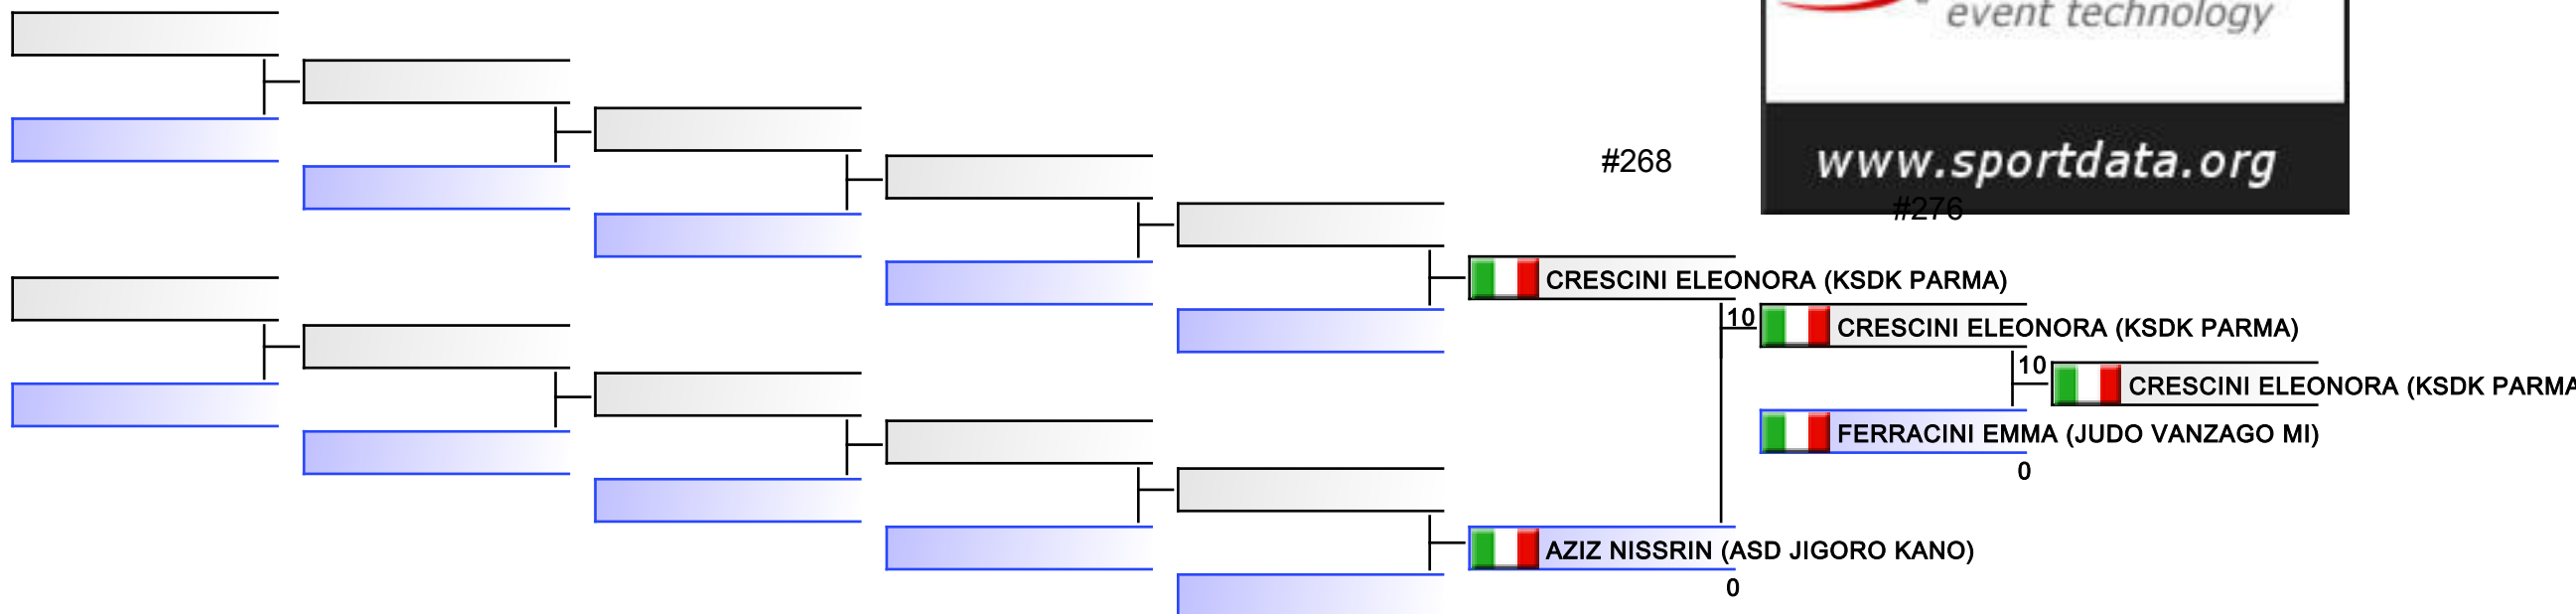 event technology
#268
www.sportdata.org
#276
CRESCINI ELEONORA (KSDK PARMA)
10
CRESCINI ELEONORA (KSDK PARMA)
10
CRESCINI ELEONORA (KSDK PARMA
FERRACINI EMMA (JUDO VANZAGO MI)
0
AZIZ NISSRIN (ASD JIGORO KANO)
0